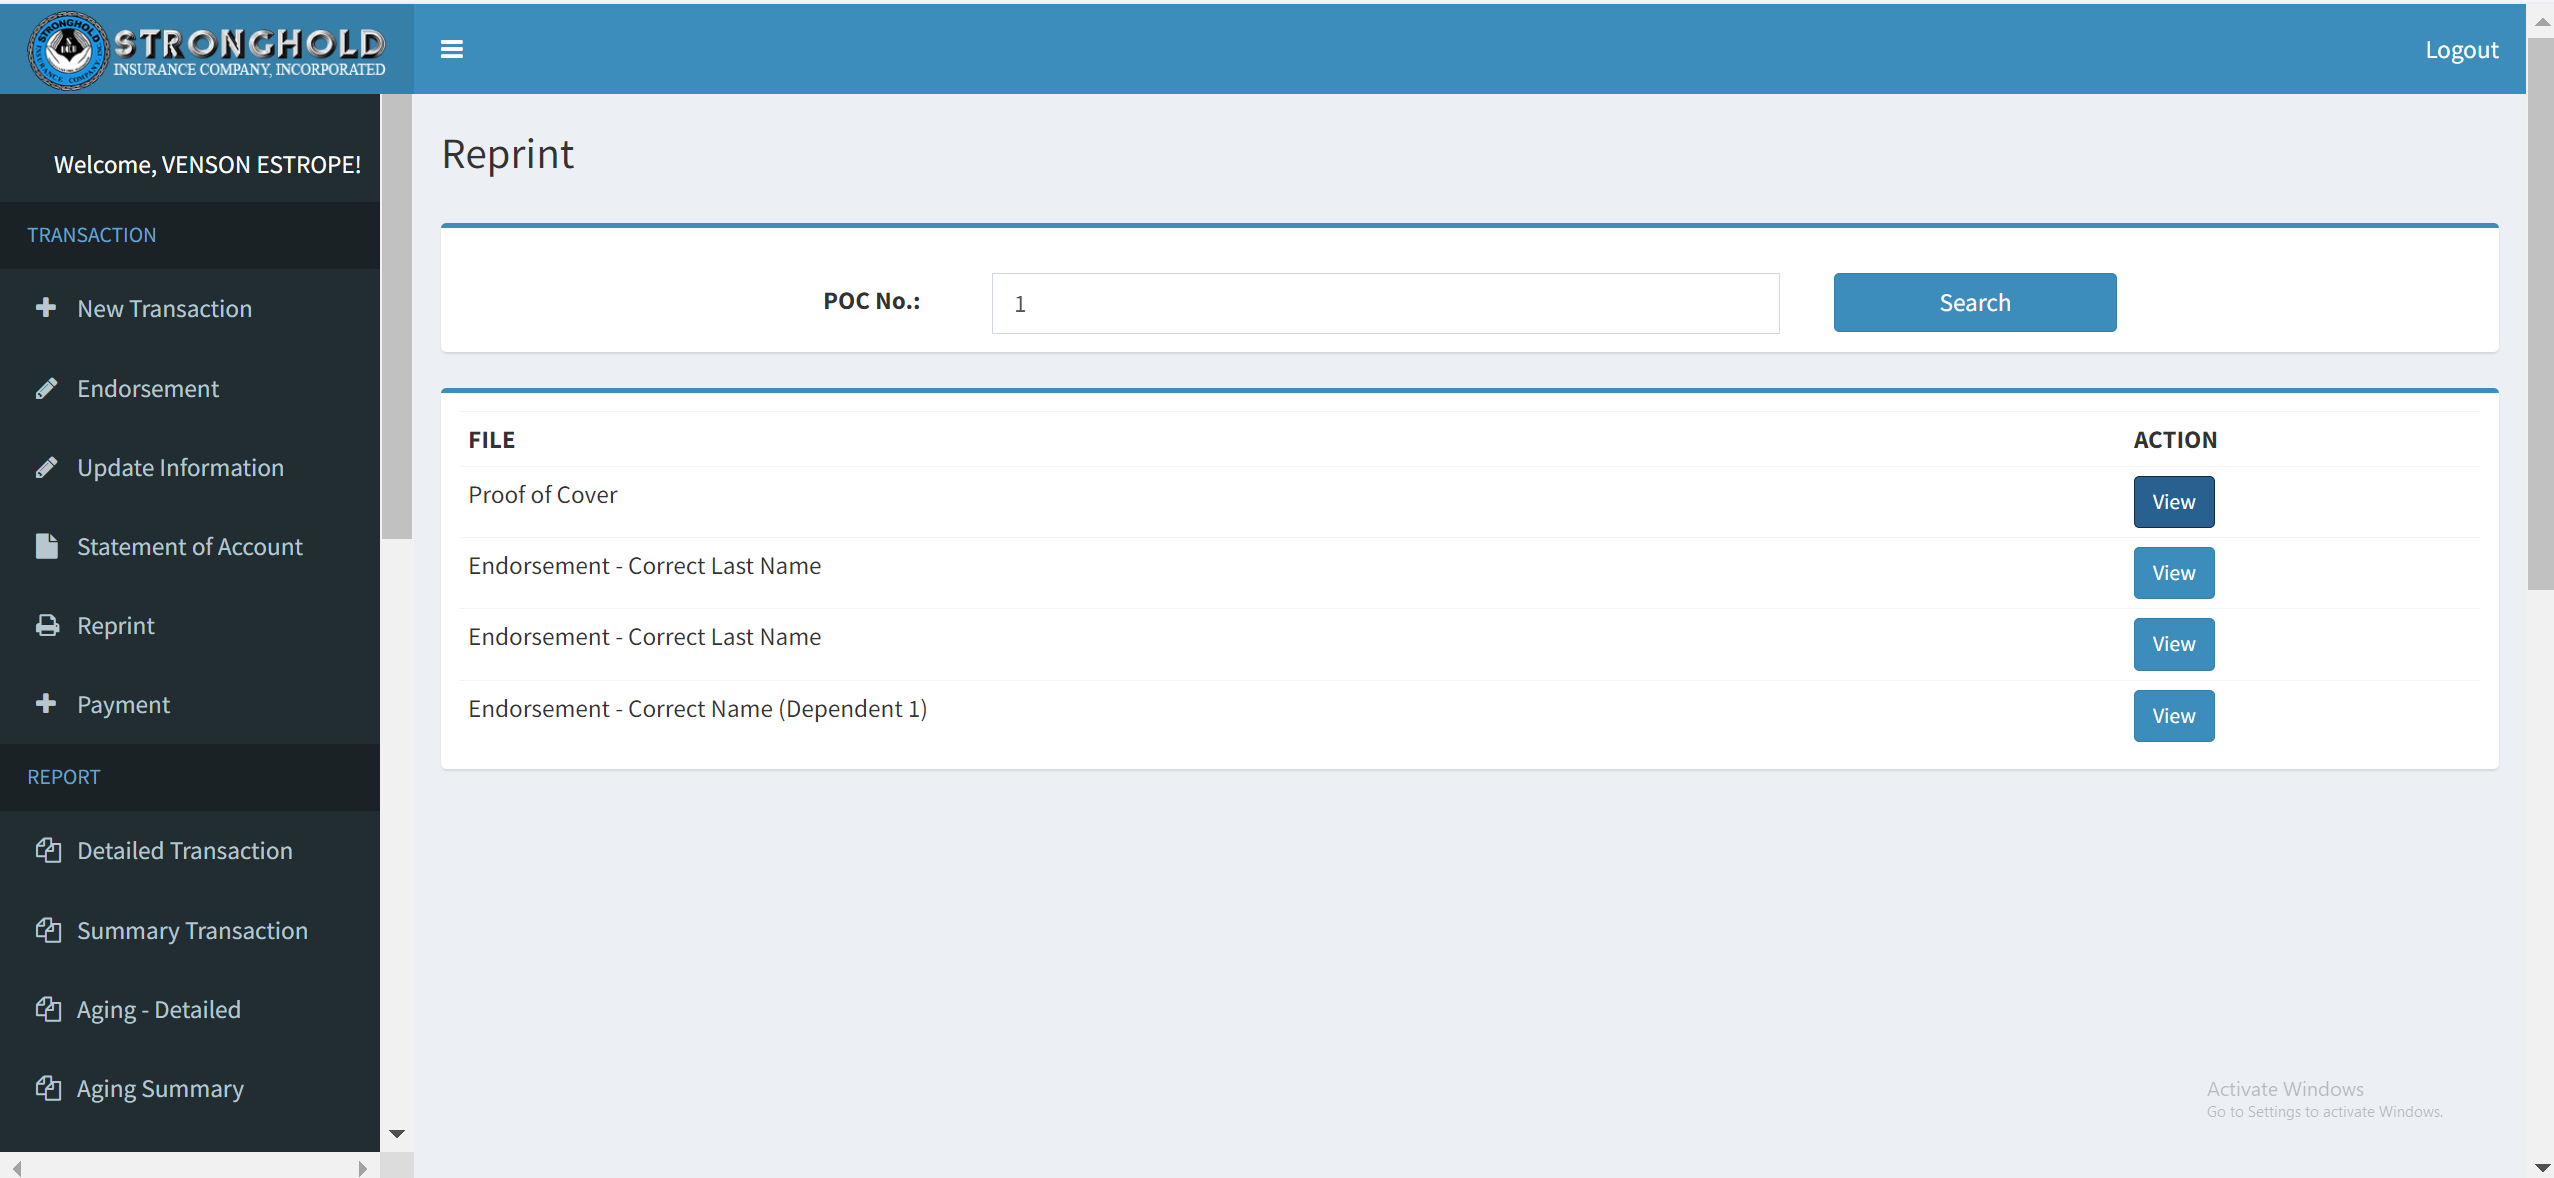 STRONGHOLD
INSURANCE COMPANY, INCORPORATED
Logout
Welcome, VENSON ESTROPE!
TRANSACTION
New Transaction
Endorsement
Update Information
Statement of Account
Reprint
Payment
REPORT
Detailed Transaction
Summary Transaction
Aging - Detailed
Aging Summary
Reprint
POC No.: 1 Search
FILE ACTION
Proof of Cover View
Endorsement - Correct Last Name View
Endorsement - Correct Last Name View
Endorsement - Correct Name (Dependent 1) View
Activate Windows
Go to Settings to activate Windows.